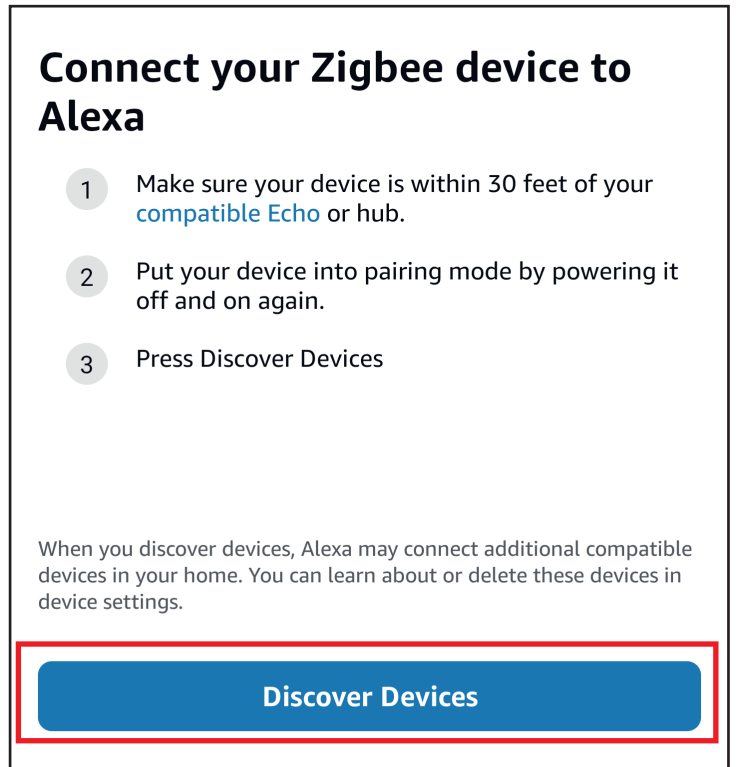 Connect your Zigbee device to
Alexa
1 Make sure your device is within 30 feet of your
compatible Echo or hub.
2 Put your device into pairing mode by powering it
off and on again.
3 Press Discover Devices
When you discover devices, Alexa may connect additional compatible
devices in your home. You can learn about or delete these devices in
device settings.
Discover Devices